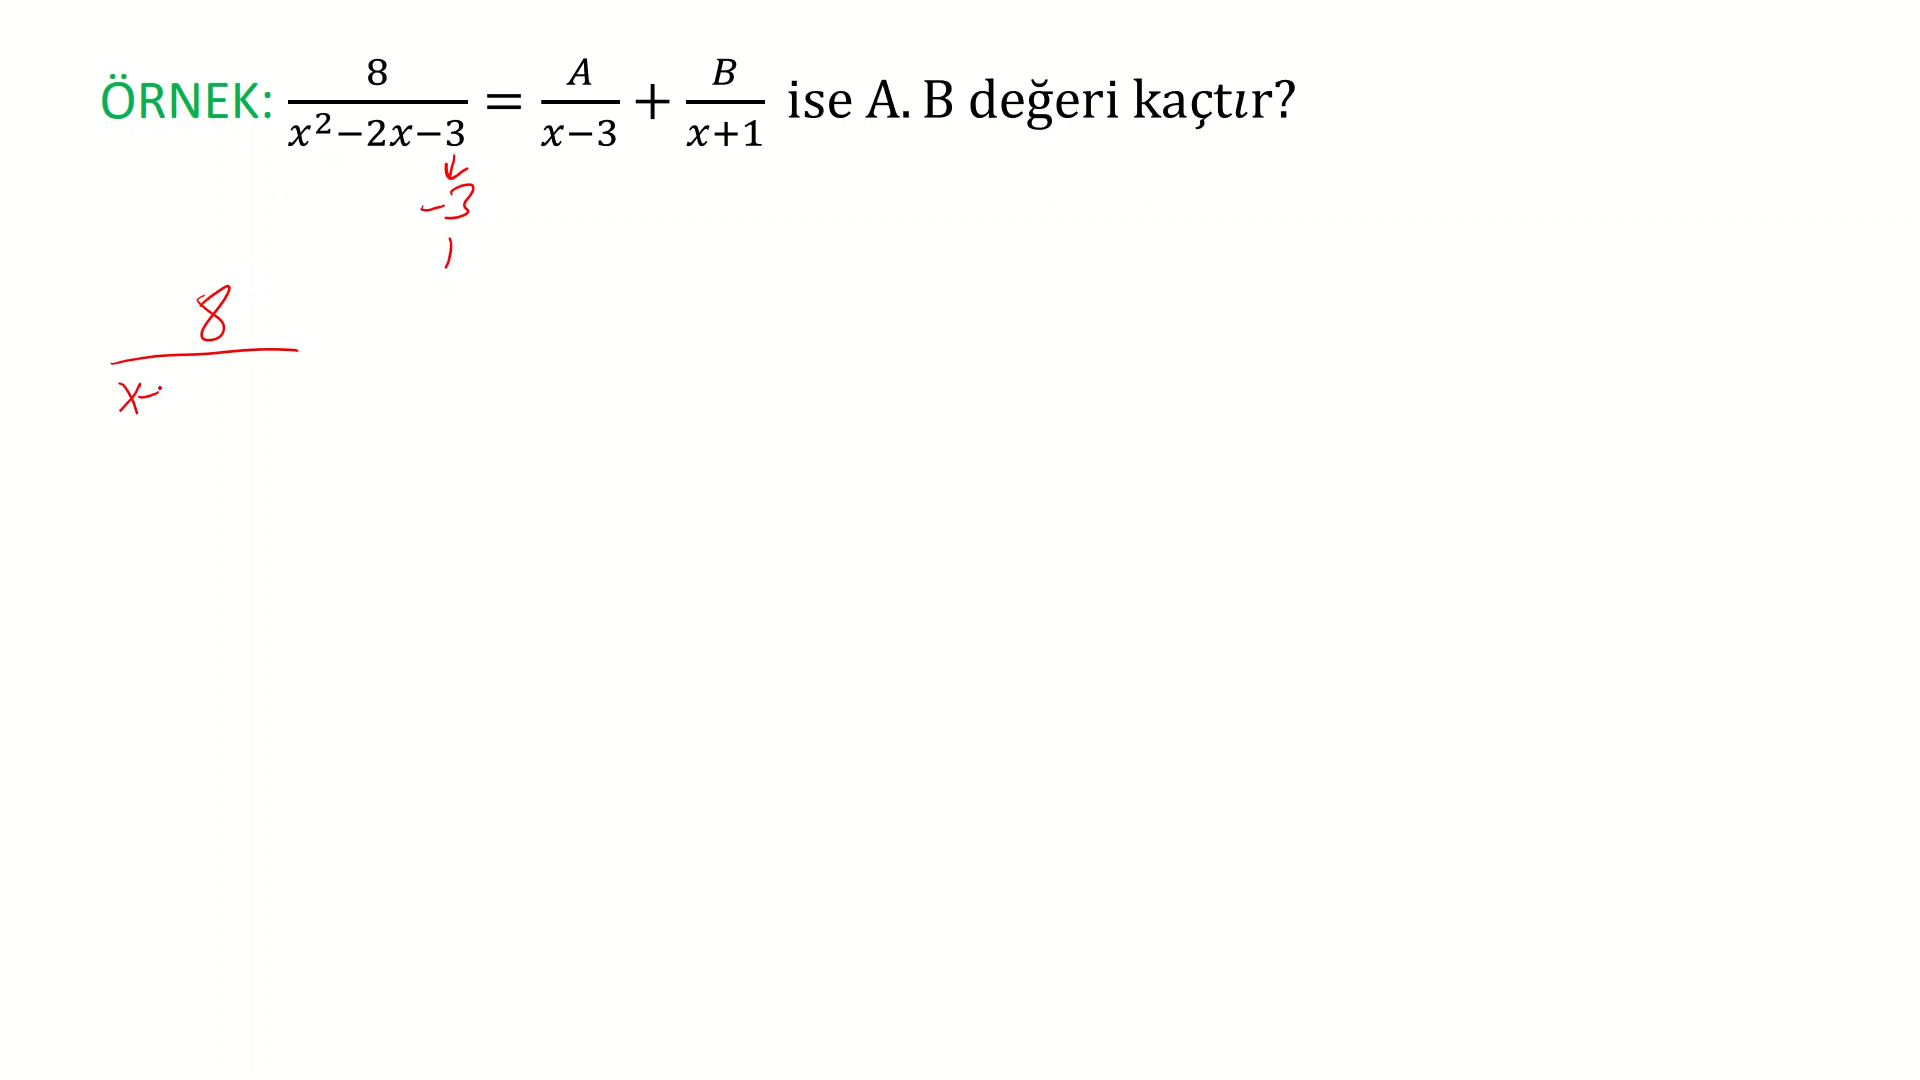 ÖRNEK: 8/(x²−2x−3) = A/(x−3) + B/(x+1) ise A. B değeri kaçtır?
-3
1
8
x-